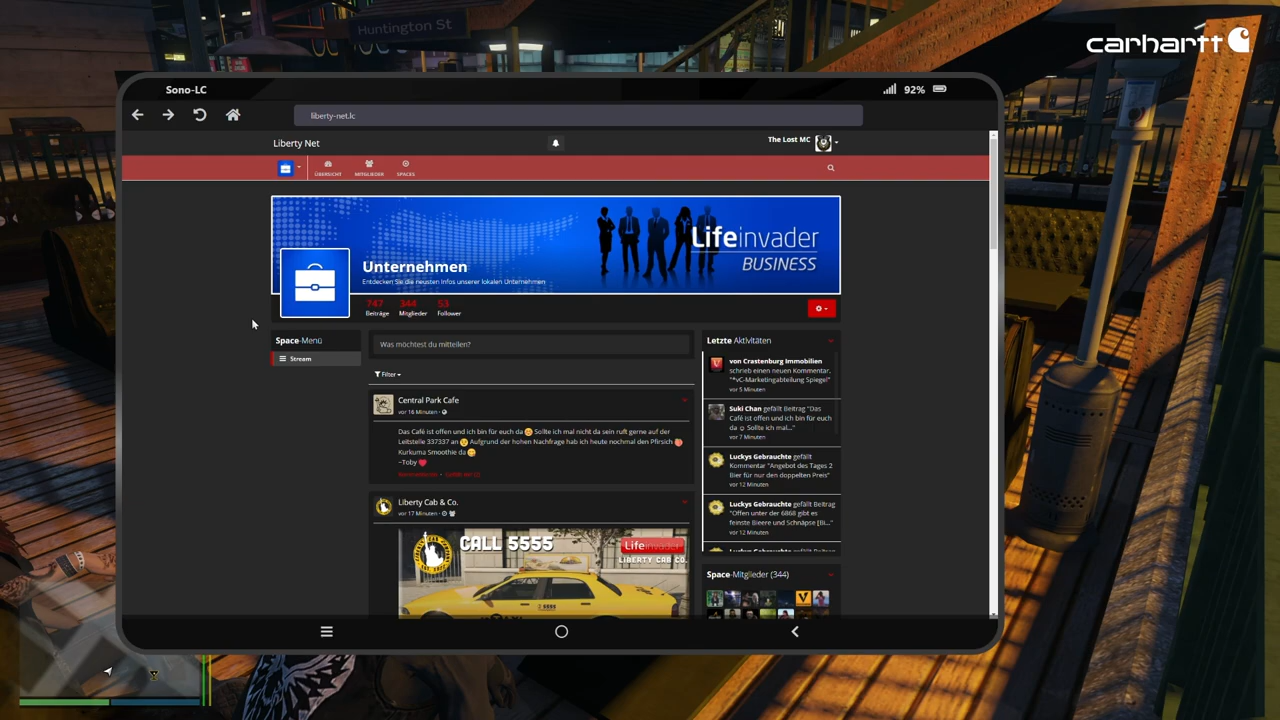 Huntington St
carhartt
Sono-LC
92%
liberty-net.lc
Liberty Net
The Lost MC
ÜBERSICHT
MITGLIEDER
SPACES
Lifeinvader
BUSINESS
Unternehmen
Entdecken Sie die neusten Infos unserer lokalen Unternehmen
747
344
53
Beiträge
Mitglieder
Follower
Space-Menü
Stream
Was möchtest du mitteilen?
Filter
Central Park Cafe
vor 16 Minuten
Das Café ist offen und ich bin für euch da 😊 Sollte ich mal nicht da sein ruft gerne auf der
Leitstelle 337337 an 😉 Aufgrund der hohen Nachfrage hab ich heute nochmal den Pfirsich 🍑
Kurkuma Smoothie da 😋
~Toby ❤️
Liberty Cab & Co.
vor 17 Minuten
CALL 5555
Lifeinvader
LIBERTY CAB CO.
Letzte Aktivitäten
von Crastenburg Immobilien
schrieb einen neuen Kommentar.
"*vC-Marketingabteilung Spiegel"
vor 5 Minuten
Suki Chan gefällt Beitrag "Das
Café ist offen und ich bin für euch
da ☺ Sollte ich mal..."
vor 7 Minuten
Luckys Gebrauchte gefällt
Kommentar "Angebot des Tages 2
Bier für nur den doppelten Preis"
vor 12 Minuten
Luckys Gebrauchte gefällt Beitrag
"Offen unter der 6868 gibt es
feinste Biere und Schnäpse [Bi..."
vor 12 Minuten
Luckys Gebrauchte gefällt Beitrag
Space-Mitglieder (344)